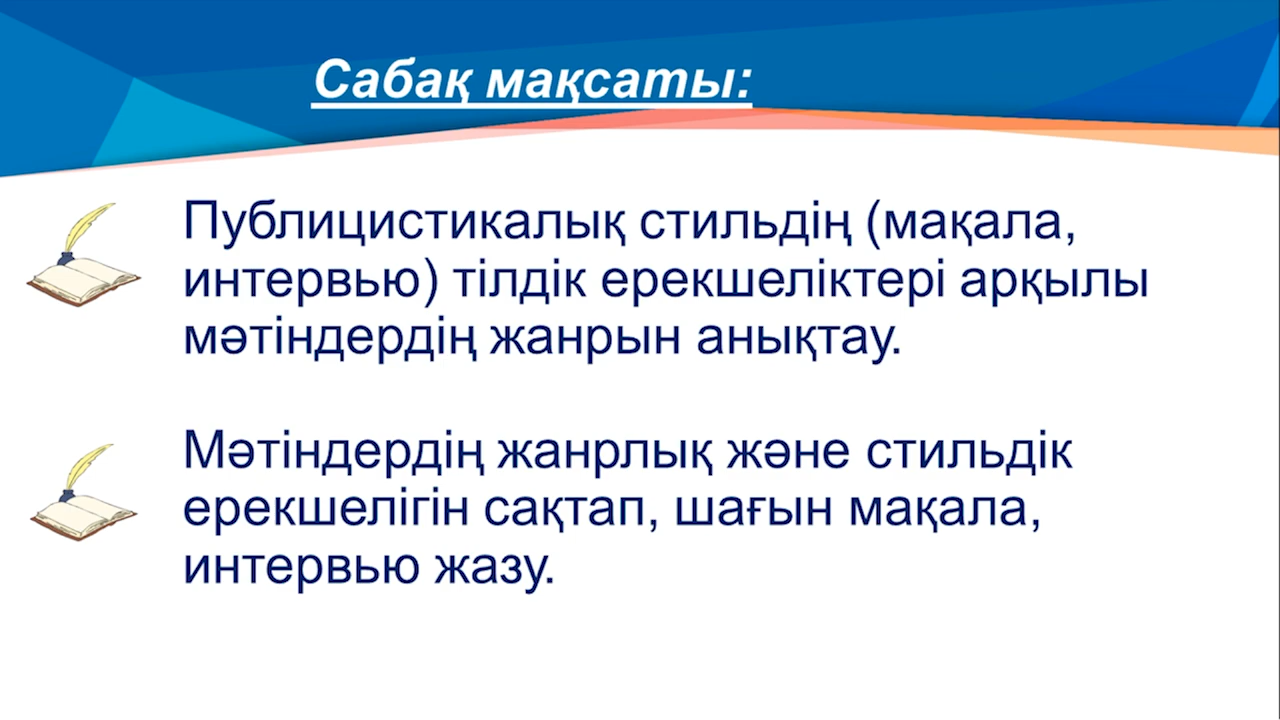 Сабақ мақсаты:
Публицистикалық стильдің (мақала,
интервью) тілдік ерекшеліктері арқылы
мәтіндердің жанрын анықтау.
Мәтіндердің жанрлық және стильдік
ерекшелігін сақтап, шағын мақала,
интервью жазу.